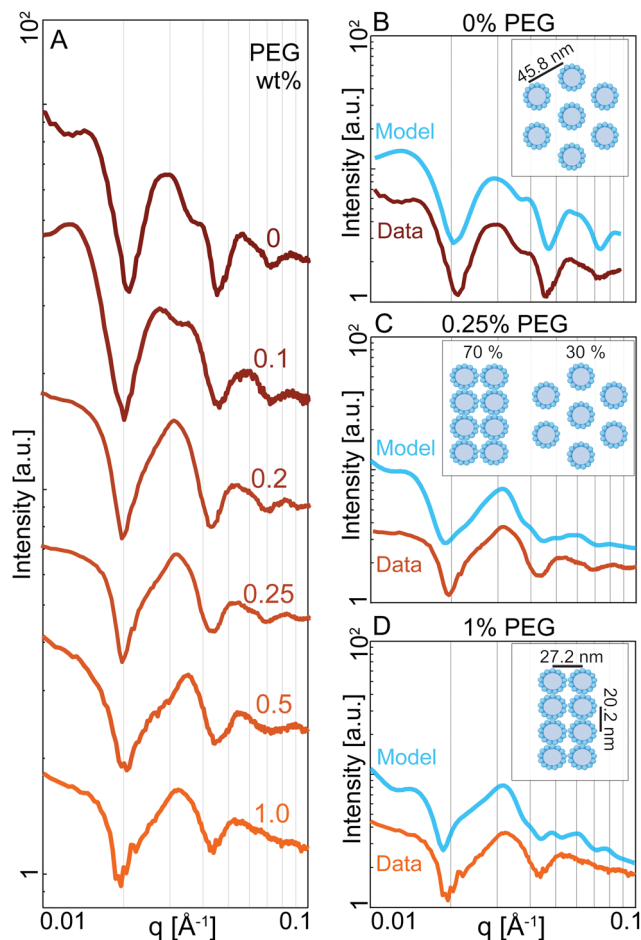 A
PEG
wt%
10²
0
0.1
0.2
0.25
0.5
1.0
1
Intensity [a.u.]
0.01
0.1
q [Å⁻¹]
B
0% PEG
10²
45.8 nm
Model
Data
Intensity [a.u.]
1
C
0.25% PEG
10²
70 %
30 %
Model
Data
Intensity [a.u.]
1
D
1% PEG
10²
27.2 nm
20.2 nm
Model
Data
Intensity [a.u.]
1
0.01
0.1
q [Å⁻¹]